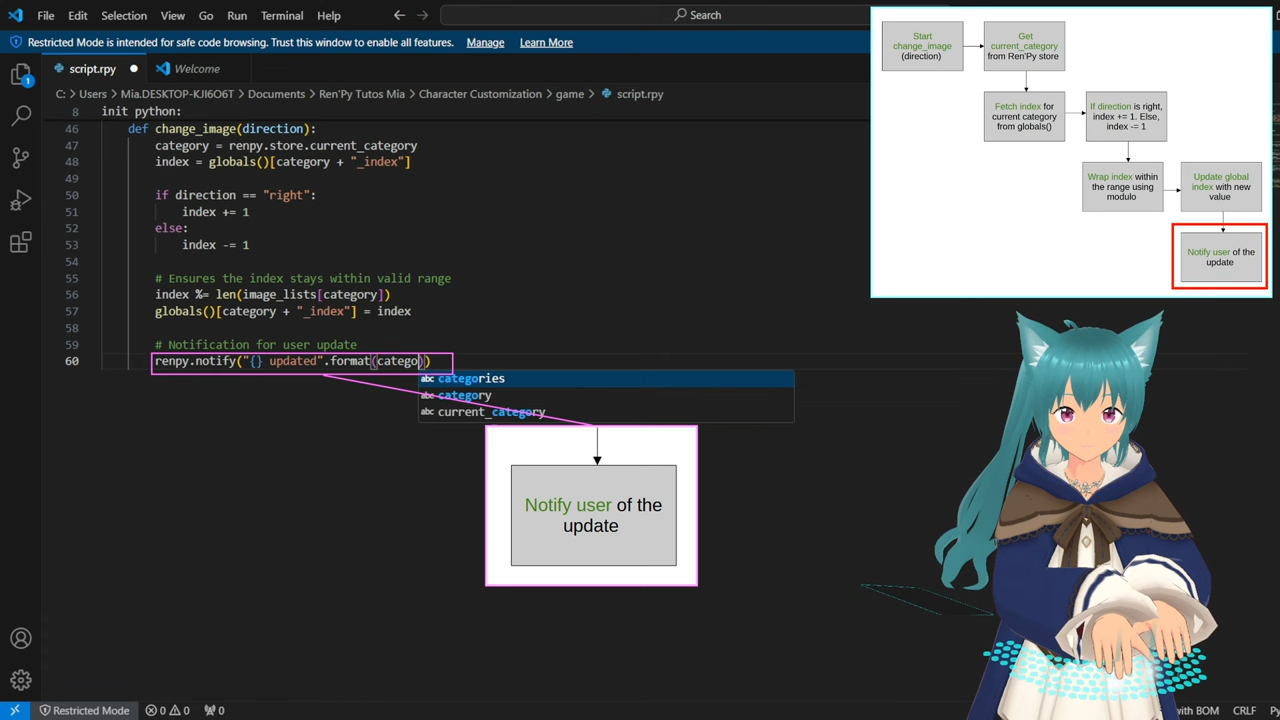 File Edit Selection View Go Run Terminal Help
Search
Restricted Mode is intended for safe code browsing. Trust this window to enable all features. Manage Learn More
script.rpy
Welcome
C: > Users > Mia.DESKTOP-KJI6O6T > Documents > Ren'Py Tutos Mia > Character Customization > game > script.rpy
8 init python:
46 def change_image(direction):
47 category = renpy.store.current_category
48 index = globals()[category + "_index"]
49
50 if direction == "right":
51 index += 1
52 else:
53 index -= 1
54
55 # Ensures the index stays within valid range
56 index %= len(image_lists[category])
57 globals()[category + "_index"] = index
58
59 # Notification for user update
60 renpy.notify("{} updated".format(catego))
abc categories
abc category
abc current_category
Notify user of the
update
Start
change_image
(direction)
Get
current_category
from Ren'Py store
Fetch index for
current category
from globals()
If direction is right,
index += 1. Else,
index -= 1
Wrap index within
the range using
modulo
Update global
index with new
value
Notify user of the
update
1
Restricted Mode 0 0 0
with BOM CRLF